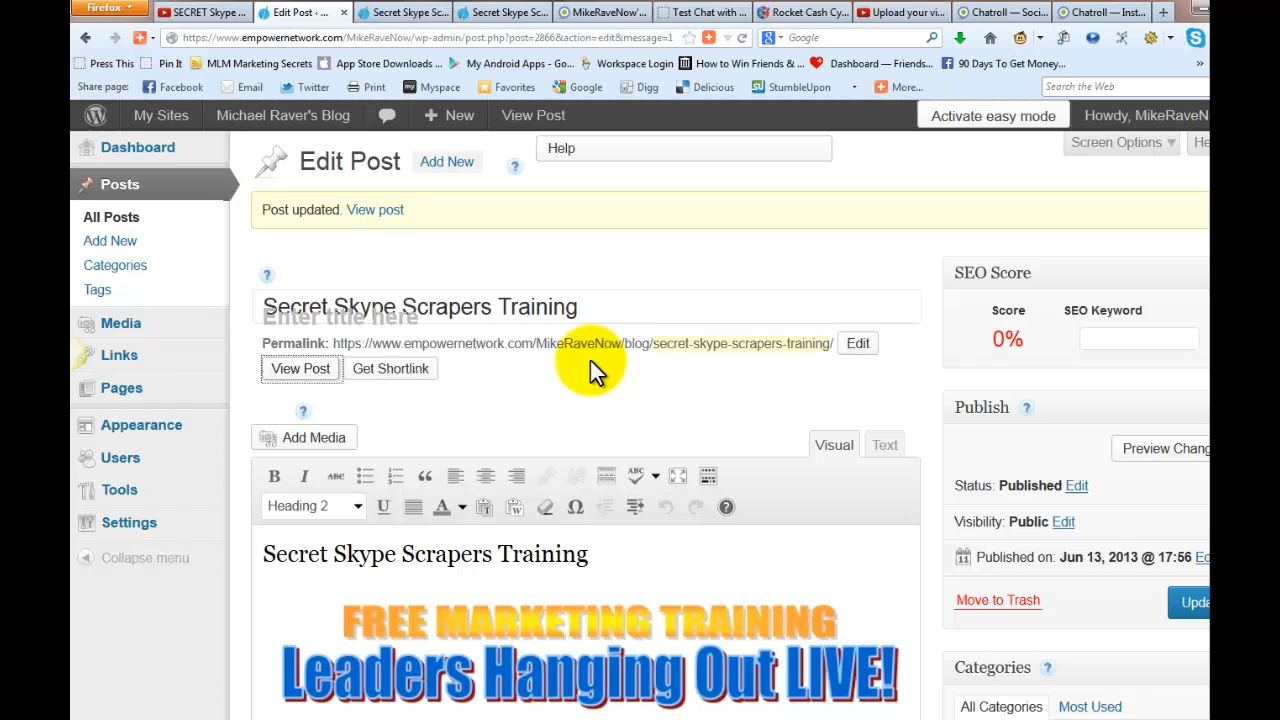 Firefox
SECRET Skype ... Edit Post ‹ ... Secret Skype Sc... Secret Skype Sc... MikeRaveNow'... Test Chat with ... Rocket Cash Cy... Upload your vi... Chatroll — Soci... Chatroll — Inst...
https://www.empowernetwork.com/MikeRaveNow/wp-admin/post.php?post=2866&action=edit&message=1 Google
Press This Pin It MLM Marketing Secrets App Store Downloads ... My Android Apps - Go... Workspace Login How to Win Friends & ... Dashboard — Friends... 90 Days To Get Money...
Share page: Facebook Email Twitter Print Myspace Favorites Google Digg Delicious StumbleUpon More... Search the Web
My Sites Michael Raver's Blog New View Post Activate easy mode Howdy, MikeRaveN
Dashboard
Posts
All Posts
Add New
Categories
Tags
Media
Links
Pages
Appearance
Users
Tools
Settings
Collapse menu
Edit Post Add New ? Help Screen Options He
Post updated. View post
?
Secret Skype Scrapers Training
Enter title here
Permalink: https://www.empowernetwork.com/MikeRaveNow/blog/secret-skype-scrapers-training/ Edit
View Post Get Shortlink
?
Add Media Visual Text
B I ABC ABC
Heading 2 U A Ω ?
Secret Skype Scrapers Training
FREE MARKETING TRAINING
Leaders Hanging Out LIVE!
SEO Score
Score SEO Keyword
0%
Publish ?
Preview Chang
Status: Published Edit
Visibility: Public Edit
Published on: Jun 13, 2013 @ 17:56 Ed
Move to Trash Upda
Categories ?
All Categories Most Used